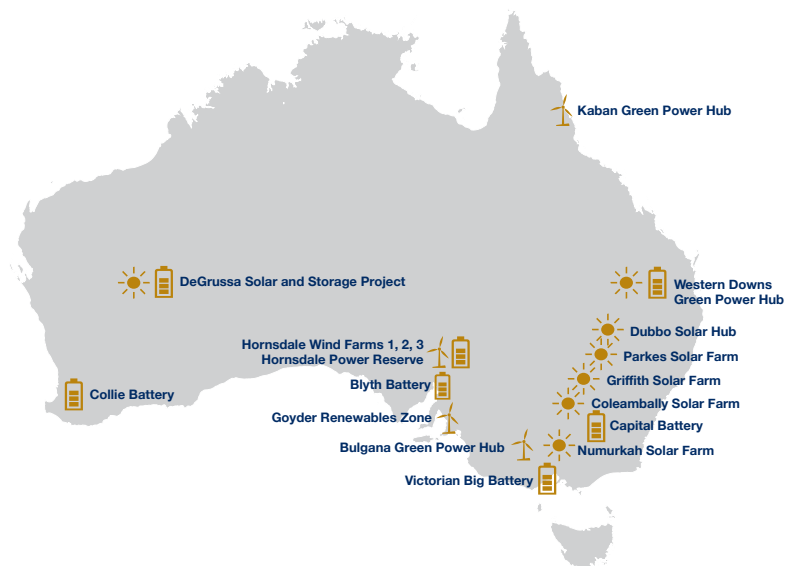 Kaban Green Power Hub
DeGrussa Solar and Storage Project
Western Downs
Green Power Hub
Dubbo Solar Hub
Hornsdale Wind Farms 1, 2, 3
Hornsdale Power Reserve
Parkes Solar Farm
Griffith Solar Farm
Blyth Battery
Collie Battery
Coleambally Solar Farm
Goyder Renewables Zone
Capital Battery
Bulgana Green Power Hub
Numurkah Solar Farm
Victorian Big Battery